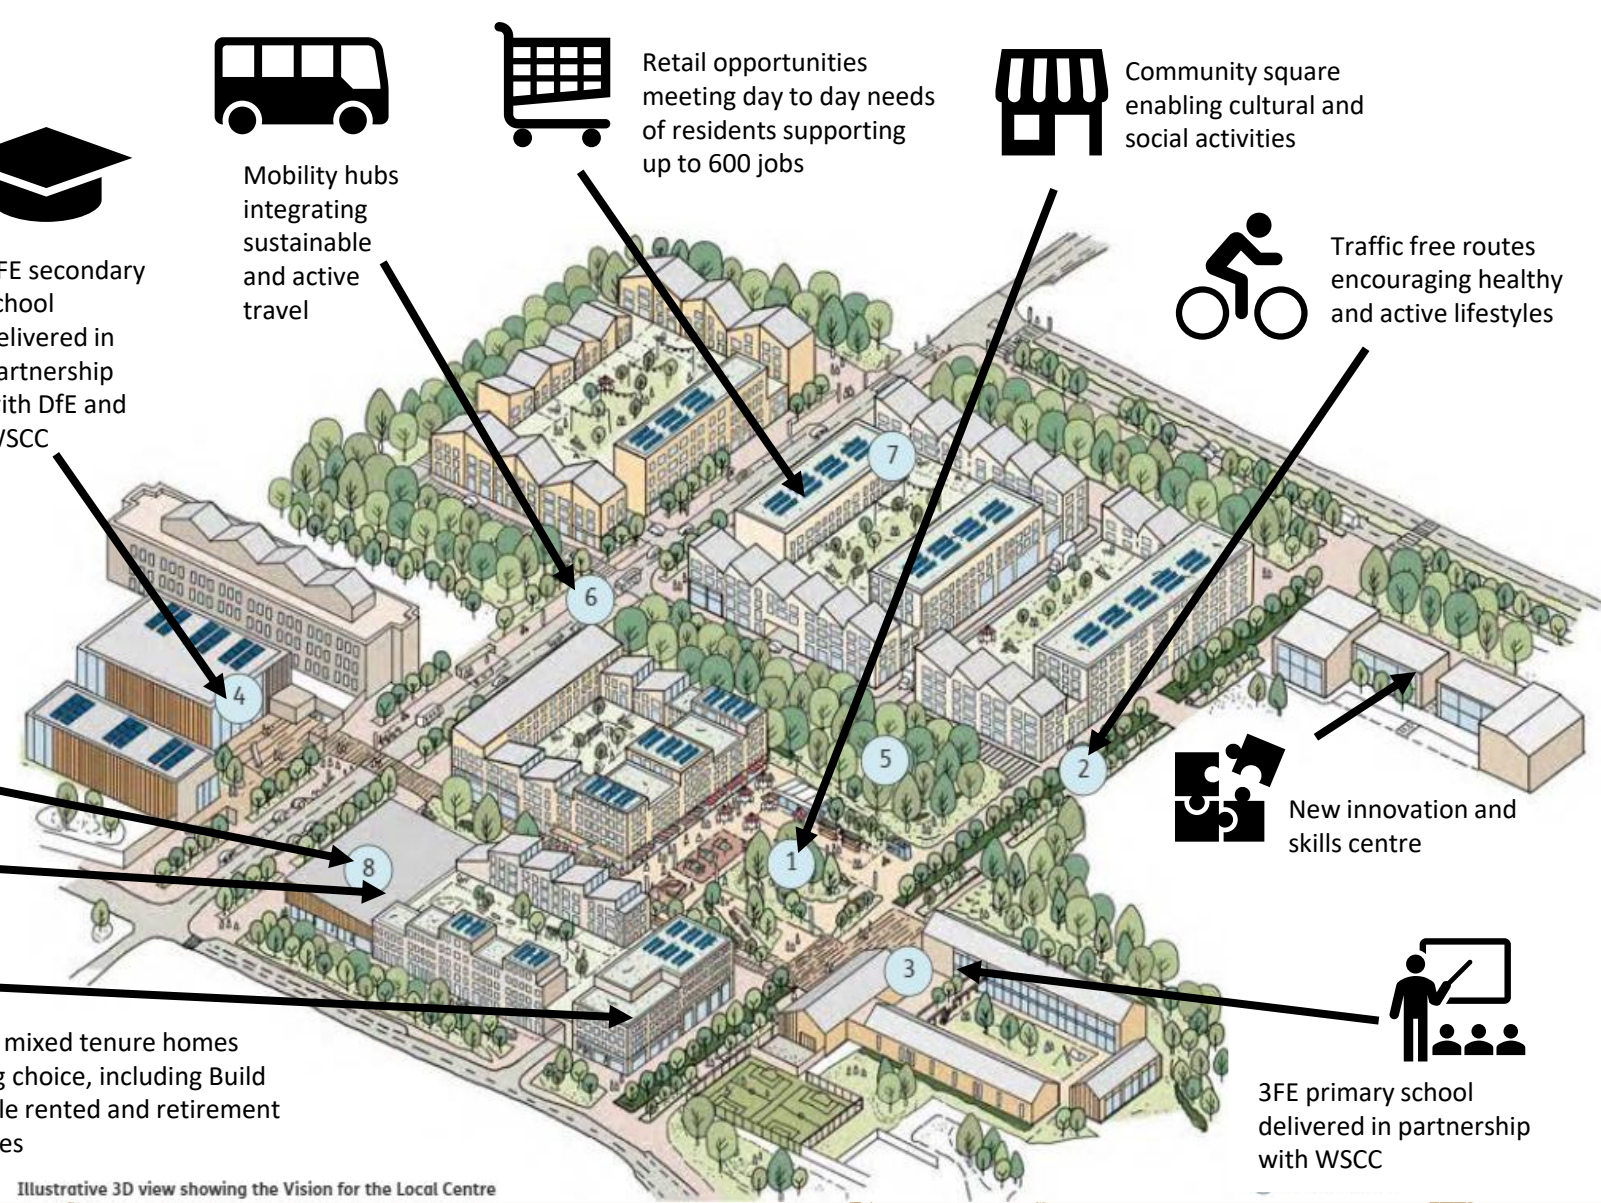 Retail opportunities
meeting day to day needs
of residents supporting
up to 600 jobs
Community square
enabling cultural and
social activities
Mobility hubs
integrating
sustainable
and active
travel
Traffic free routes
encouraging healthy
and active lifestyles
FE secondary
chool
elivered in
artnership
ith DfE and
WSCC
7
6
4
5
2
1
8
3
New innovation and
skills centre
mixed tenure homes
g choice, including Build
le rented and retirement
es
3FE primary school
delivered in partnership
with WSCC
Illustrative 3D view showing the Vision for the Local Centre